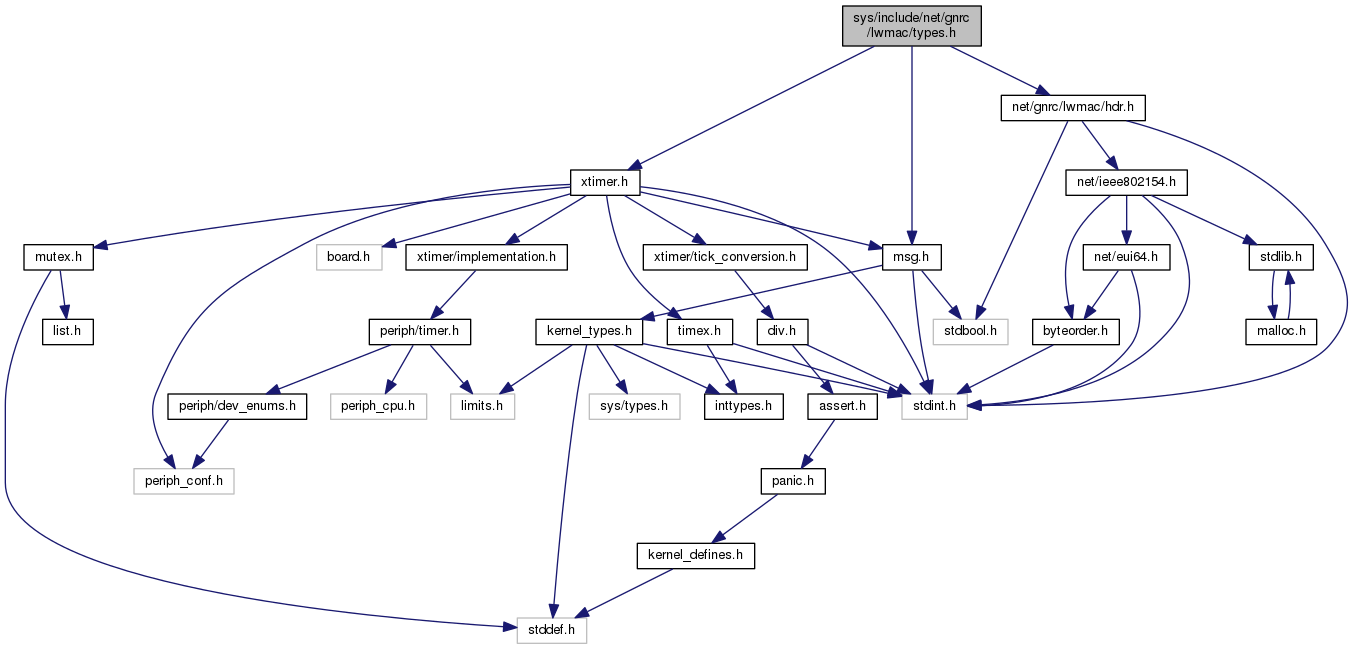 sys/include/net/gnrc
/lwmac/types.h
net/gnrc/lwmac/hdr.h
xtimer.h
net/ieee802154.h
mutex.h
board.h
xtimer/implementation.h
xtimer/tick_conversion.h
msg.h
net/eui64.h
stdlib.h
list.h
periph/timer.h
kernel_types.h
timex.h
div.h
stdbool.h
byteorder.h
malloc.h
periph/dev_enums.h
periph_cpu.h
limits.h
sys/types.h
inttypes.h
assert.h
stdint.h
periph_conf.h
panic.h
kernel_defines.h
stddef.h